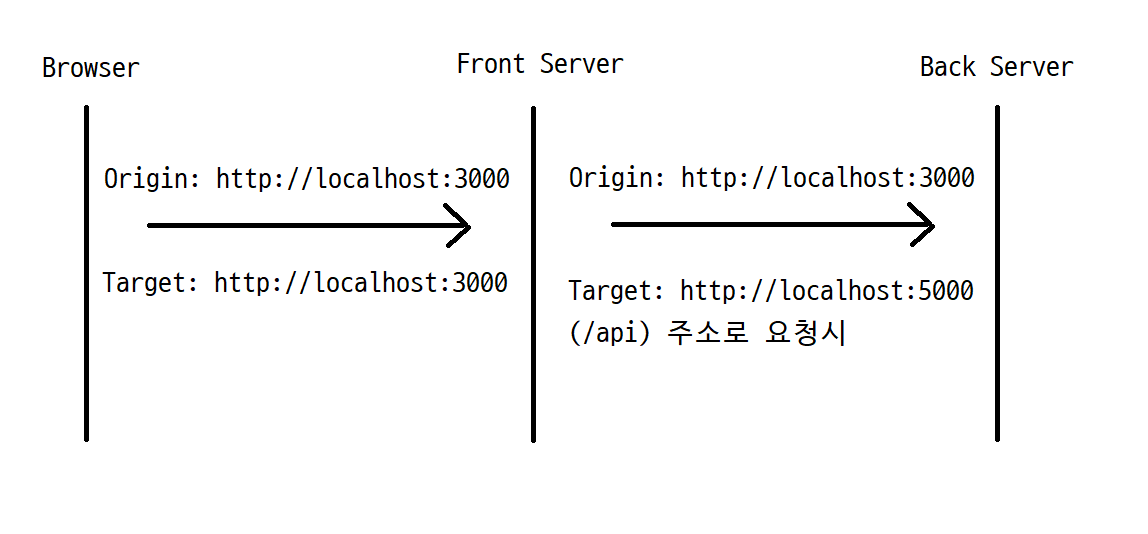 Browser
Front Server
Back Server
Origin: http://localhost:3000
Target: http://localhost:3000
Origin: http://localhost:3000
Target: http://localhost:5000
(/api) 주소로 요청시